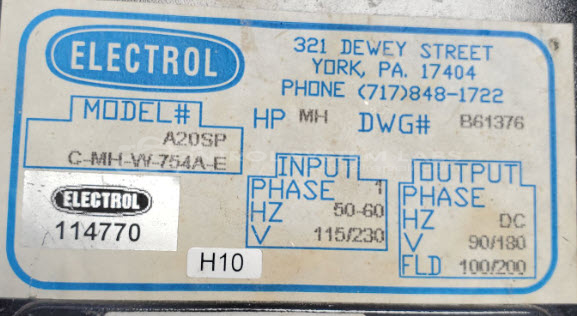 ELECTROL
321 DEWEY STREET
YORK, PA. 17404
PHONE (717)848-1722
MODEL#
A20SP
C-MH-W-754A-E
HP MH DWG# B61376
ELECTROL
114770
H10
INPUT
PHASE 1
HZ 50-60
V 115/230
OUTPUT
PHASE
HZ DC
V 90/180
FLD 100/200